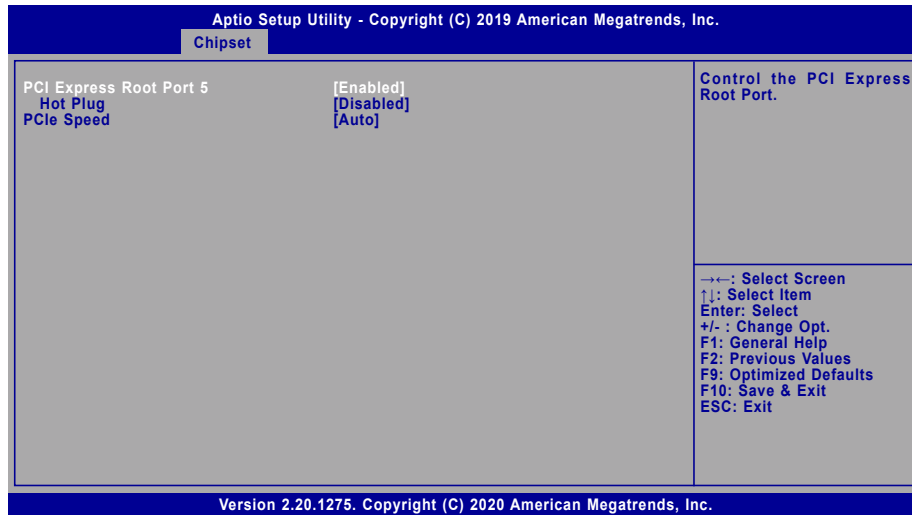 Aptio Setup Utility - Copyright (C) 2019 American Megatrends, Inc.
Chipset
PCI Express Root Port 5 [Enabled]
Hot Plug [Disabled]
PCIe Speed [Auto]
Control the PCI Express
Root Port.
→←: Select Screen
↑↓: Select Item
Enter: Select
+/- : Change Opt.
F1: General Help
F2: Previous Values
F9: Optimized Defaults
F10: Save & Exit
ESC: Exit
Version 2.20.1275. Copyright (C) 2020 American Megatrends, Inc.